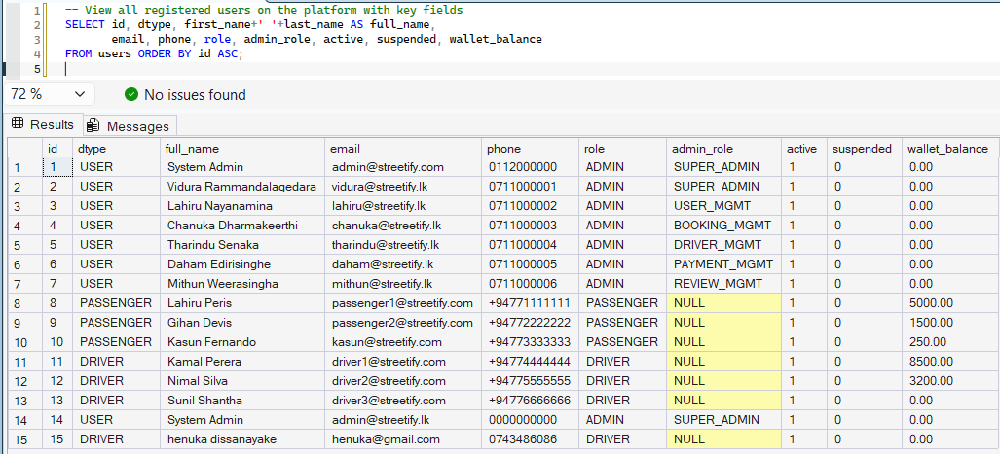 1 -- View all registered users on the platform with key fields
2 SELECT id, dtype, first_name+' '+last_name AS full_name,
3 email, phone, role, admin_role, active, suspended, wallet_balance
4 FROM users ORDER BY id ASC;
5
72 % No issues found
Results Messages
id dtype full_name email phone role admin_role active suspended wallet_balance
1 1 USER System Admin admin@streetify.com 0112000000 ADMIN SUPER_ADMIN 1 0 0.00
2 2 USER Vidura Rammandalagedara vidura@streetify.lk 0711000001 ADMIN SUPER_ADMIN 1 0 0.00
3 3 USER Lahiru Nayanamina lahiru@streetify.lk 0711000002 ADMIN USER_MGMT 1 0 0.00
4 4 USER Chanuka Dharmakeerthi chanuka@streetify.lk 0711000003 ADMIN BOOKING_MGMT 1 0 0.00
5 5 USER Tharindu Senaka tharindu@streetify.lk 0711000004 ADMIN DRIVER_MGMT 1 0 0.00
6 6 USER Daham Edirisinghe daham@streetify.lk 0711000005 ADMIN PAYMENT_MGMT 1 0 0.00
7 7 USER Mithun Weerasingha mithun@streetify.lk 0711000006 ADMIN REVIEW_MGMT 1 0 0.00
8 8 PASSENGER Lahiru Peris passenger1@streetify.com +94771111111 PASSENGER NULL 1 0 5000.00
9 9 PASSENGER Gihan Devis passenger2@streetify.com +94772222222 PASSENGER NULL 1 0 1500.00
10 10 PASSENGER Kasun Fernando kasun@streetify.com +94773333333 PASSENGER NULL 1 0 250.00
11 11 DRIVER Kamal Perera driver1@streetify.com +94774444444 DRIVER NULL 1 0 8500.00
12 12 DRIVER Nimal Silva driver2@streetify.com +94775555555 DRIVER NULL 1 0 3200.00
13 13 DRIVER Sunil Shantha driver3@streetify.com +94776666666 DRIVER NULL 1 0 0.00
14 14 USER System Admin admin@streetify.lk 0000000000 ADMIN SUPER_ADMIN 1 0 0.00
15 15 DRIVER henuka dissanayake henuka@gmail.com 0743486086 DRIVER NULL 1 0 0.00